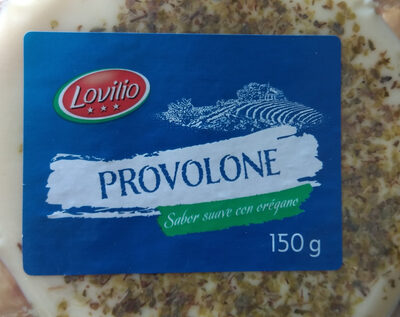 Lovilio
PROVOLONE
Sabor suave con orégano
150 g